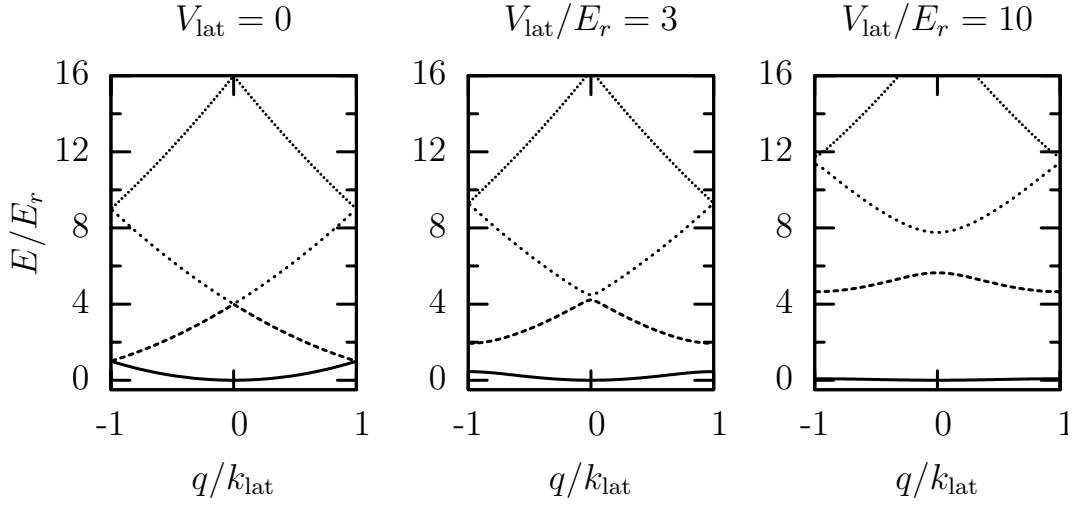 V_lat = 0
V_lat/E_r = 3
V_lat/E_r = 10
E/E_r
16
12
8
4
0
-1 0 1
q/k_lat
16
12
8
4
0
-1 0 1
q/k_lat
16
12
8
4
0
-1 0 1
q/k_lat